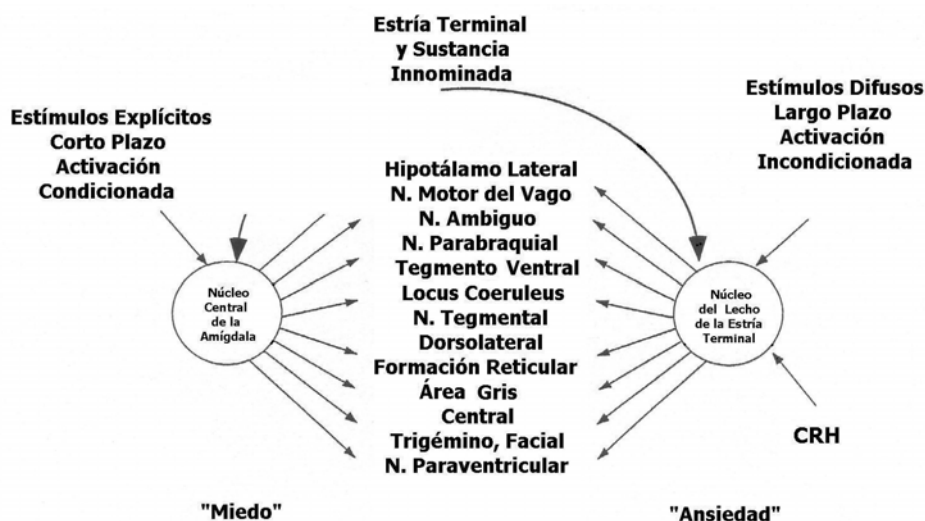 Estría Terminal
y Sustancia
Innominada
Estímulos Explícitos
Corto Plazo
Activación
Condicionada
Estímulos Difusos
Largo Plazo
Activación
Incondicionada
Hipotálamo Lateral
N. Motor del Vago
N. Ambiguo
N. Parabraquial
Tegmento Ventral
Locus Coeruleus
N. Tegmental
Dorsolateral
Formación Reticular
Área Gris
Central
Trigémino, Facial
N. Paraventricular
Núcleo
Central
de la
Amígdala
Núcleo
del Lecho
de la Estría
Terminal
CRH
"Miedo"
"Ansiedad"